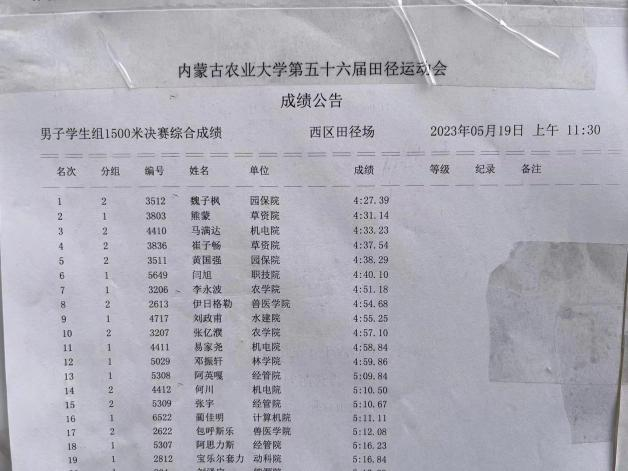 内蒙古农业大学第五十六届田径运动会
成绩公告
男子学生组1500米决赛综合成绩 西区田径场 2023年05月19日 上午 11:30
名次 分组 编号 姓名 单位 成绩 等级 纪录 备注
1 2 3512 魏子枫 园保院 4:27.39
2 1 3803 熊蒙 草资院 4:31.14
3 2 4410 马满达 机电院 4:33.23
4 2 3836 崔子畅 草资院 4:37.54
5 2 3511 黄国强 园保院 4:38.29
6 1 5649 闫旭 职技院 4:40.10
7 1 3206 李永波 农学院 4:51.18
8 2 2613 伊日格勒 兽医学院 4:54.68
9 1 4717 刘政甫 水建院 4:55.25
10 2 3207 张亿濮 农学院 4:57.10
11 1 4411 易家尧 机电院 4:58.84
12 1 5029 邓振轩 林学院 4:59.86
13 1 5308 阿英嘎 经管院 5:09.84
14 2 4412 何川 机电院 5:10.50
15 2 5309 张宇 经管院 5:10.67
16 1 6522 蔺佳明 计算机院 5:11.11
17 2 2622 包呼斯乐 兽医学院 5:12.08
18 1 5307 阿思力斯 经管院 5:16.23
19 1 2812 宝乐尔套力 动科院 5:16.84